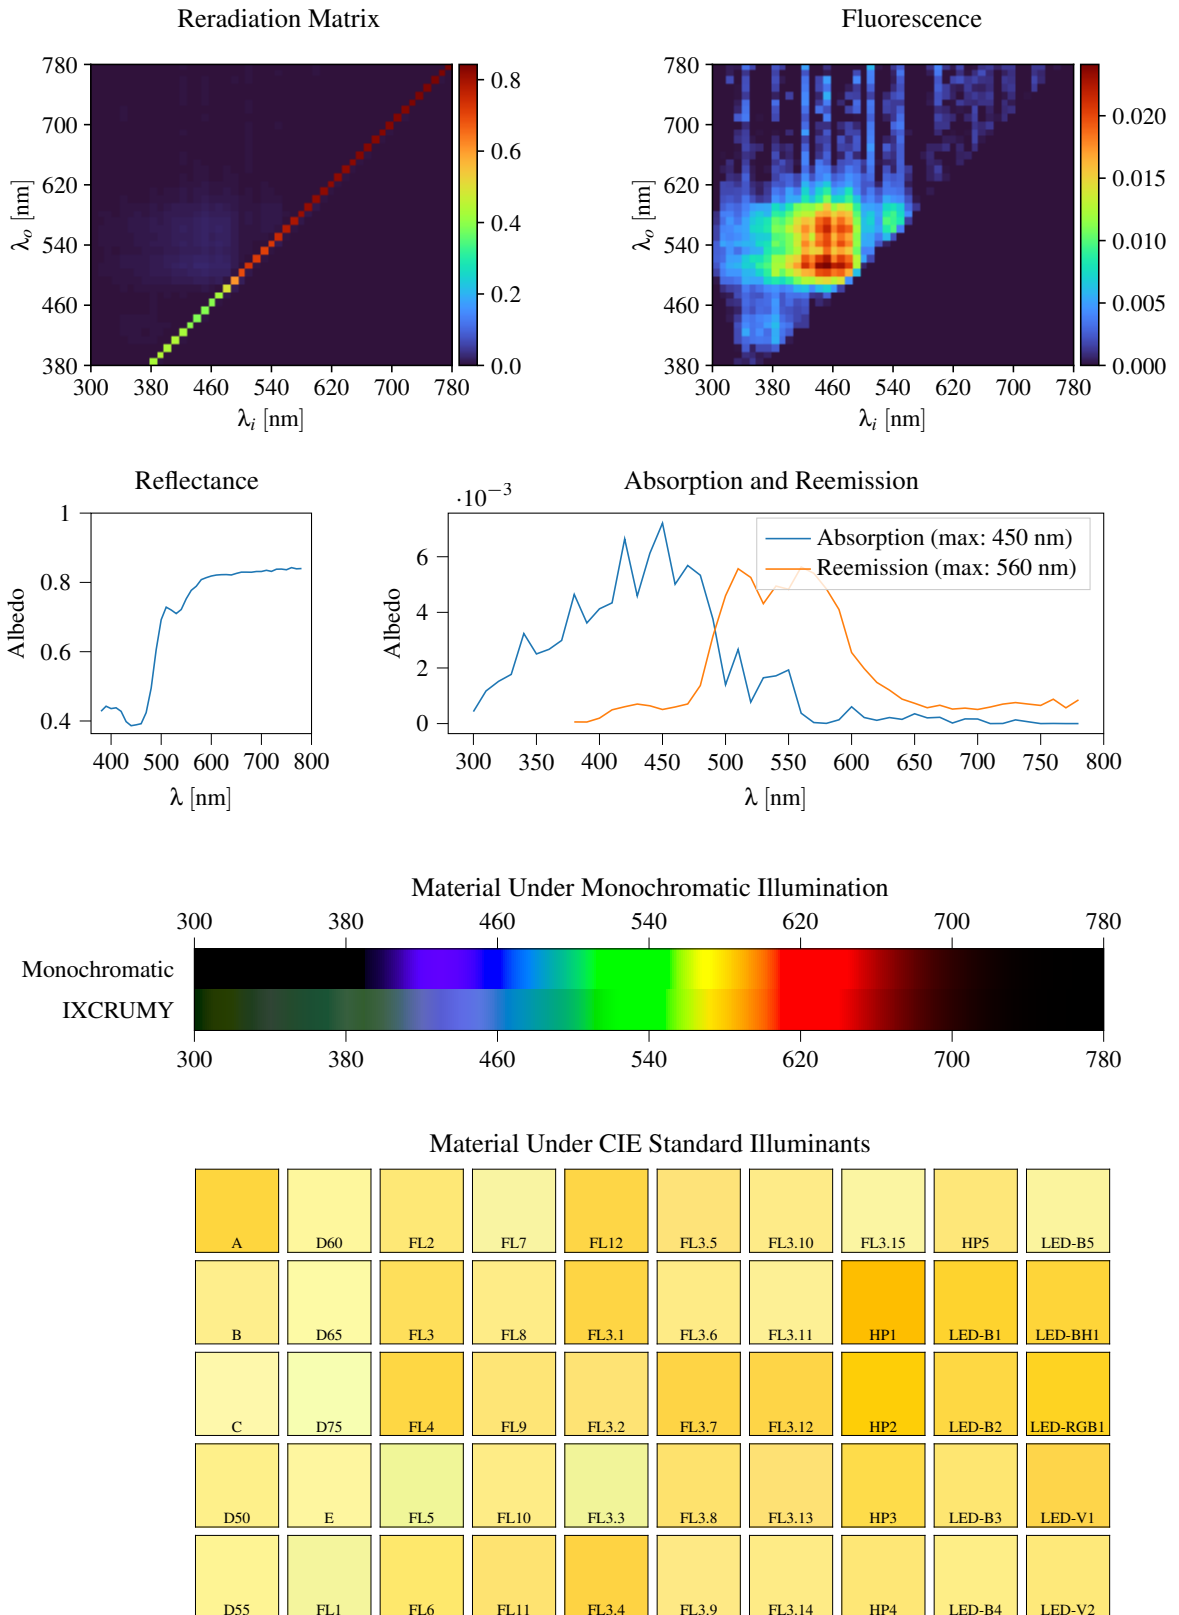 Reradiation Matrix
Fluorescence
780
700
620
540
460
380
λo [nm]
300 380 460 540 620 700 780
λi [nm]
0.8
0.6
0.4
0.2
0.0
780
700
620
540
460
380
λo [nm]
300 380 460 540 620 700 780
λi [nm]
0.020
0.015
0.010
0.005
0.000
Reflectance
1
0.8
0.6
0.4
Albedo
400 500 600 700 800
λ [nm]
Absorption and Reemission
·10−3
6
4
2
0
Albedo
Absorption (max: 450 nm)
Reemission (max: 560 nm)
300 350 400 450 500 550 600 650 700 750 800
λ [nm]
Material Under Monochromatic Illumination
300 380 460 540 620 700 780
Monochromatic
IXCRUMY
300 380 460 540 620 700 780
Material Under CIE Standard Illuminants
A D60 FL2 FL7 FL12 FL3.5 FL3.10 FL3.15 HP5 LED-B5
B D65 FL3 FL8 FL3.1 FL3.6 FL3.11 HP1 LED-B1 LED-BH1
C D75 FL4 FL9 FL3.2 FL3.7 FL3.12 HP2 LED-B2 LED-RGB1
D50 E FL5 FL10 FL3.3 FL3.8 FL3.13 HP3 LED-B3 LED-V1
D55 FL1 FL6 FL11 FL3.4 FL3.9 FL3.14 HP4 LED-B4 LED-V2